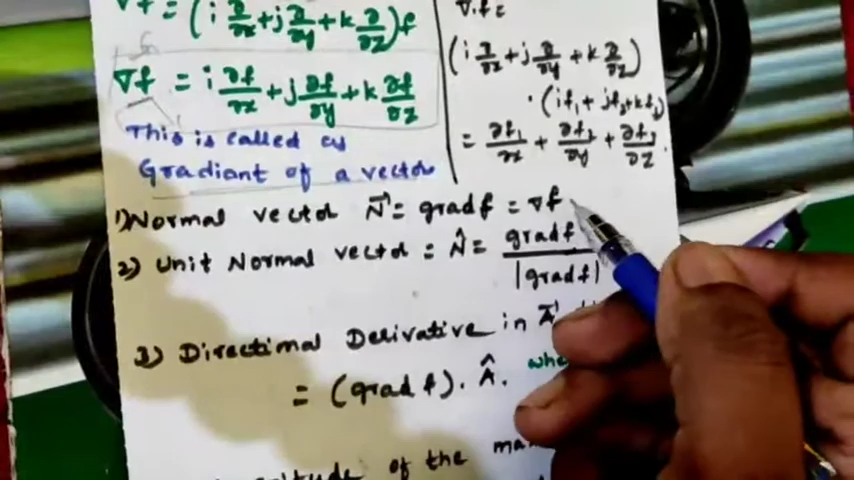 ∇f = (i ∂/∂x + j ∂/∂y + k ∂/∂z) f
∇f = i ∂f/∂x + j ∂f/∂y + k ∂f/∂z
This is called as
Gradiant of a vector
∇.f =
(i ∂/∂x + j ∂/∂y + k ∂/∂z)
. (if₁ + jf₂ + kf₃)
= ∂f₁/∂x + ∂f₂/∂y + ∂f₃/∂z .
1) Normal vector N⃗ = grad f = ∇f
2) Unit Normal vector = N̂ = grad f / |grad f|
3) Directional Derivative in A⃗
= (grad f) . Â . whe
of the